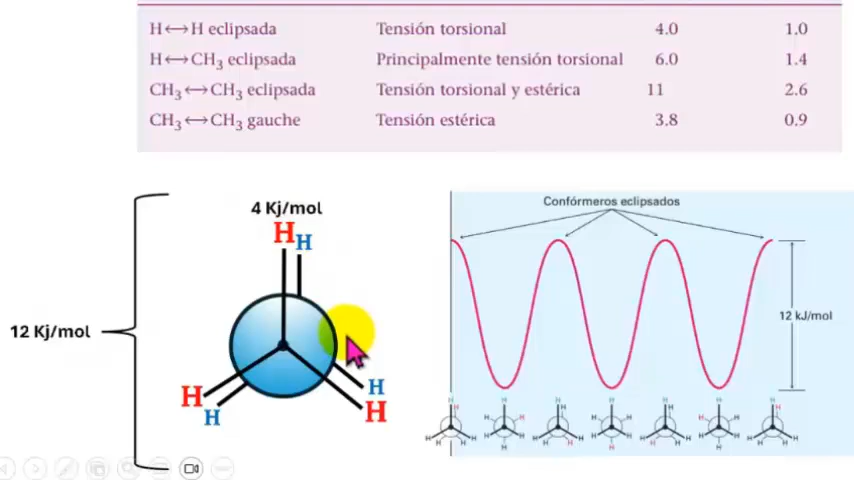 H⟷H eclipsada Tensión torsional 4.0 1.0
H⟷CH₃ eclipsada Principalmente tensión torsional 6.0 1.4
CH₃⟷CH₃ eclipsada Tensión torsional y estérica 11 2.6
CH₃⟷CH₃ gauche Tensión estérica 3.8 0.9
4 Kj/mol
H H
12 Kj/mol
H H
H H
Confórmeros eclipsados
12 kJ/mol
H H H H H H H
H H H H H H H
H H H H H H H
H H H H H H H